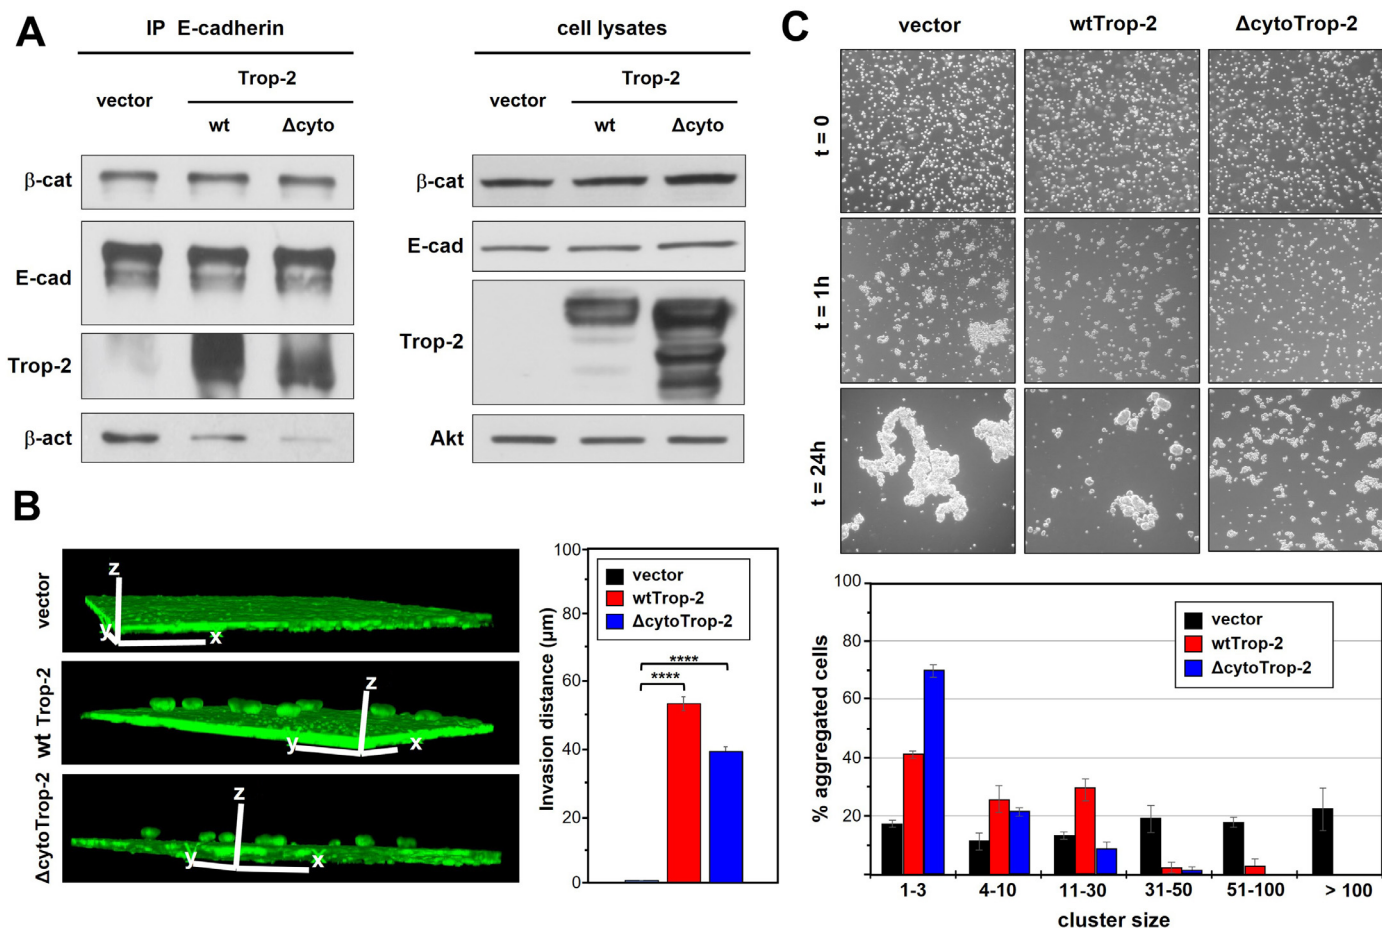 A
IP E-cadherin
cell lysates
Trop-2
Trop-2
vector
vector
wt
Δcyto
wt
Δcyto
β-cat
β-cat
E-cad
E-cad
Trop-2
Trop-2
β-act
Akt
B
vector
z
y
x
wt Trop-2
z
y
x
ΔcytoTrop-2
z
y
x
Invasion distance (μm)
100
80
60
40
20
0
vector
wtTrop-2
ΔcytoTrop-2
****
****
C
vector
wtTrop-2
ΔcytoTrop-2
t = 0
t = 1h
t = 24h
% aggregated cells
100
80
60
40
20
0
vector
wtTrop-2
ΔcytoTrop-2
1-3
4-10
11-30
31-50
51-100
> 100
cluster size